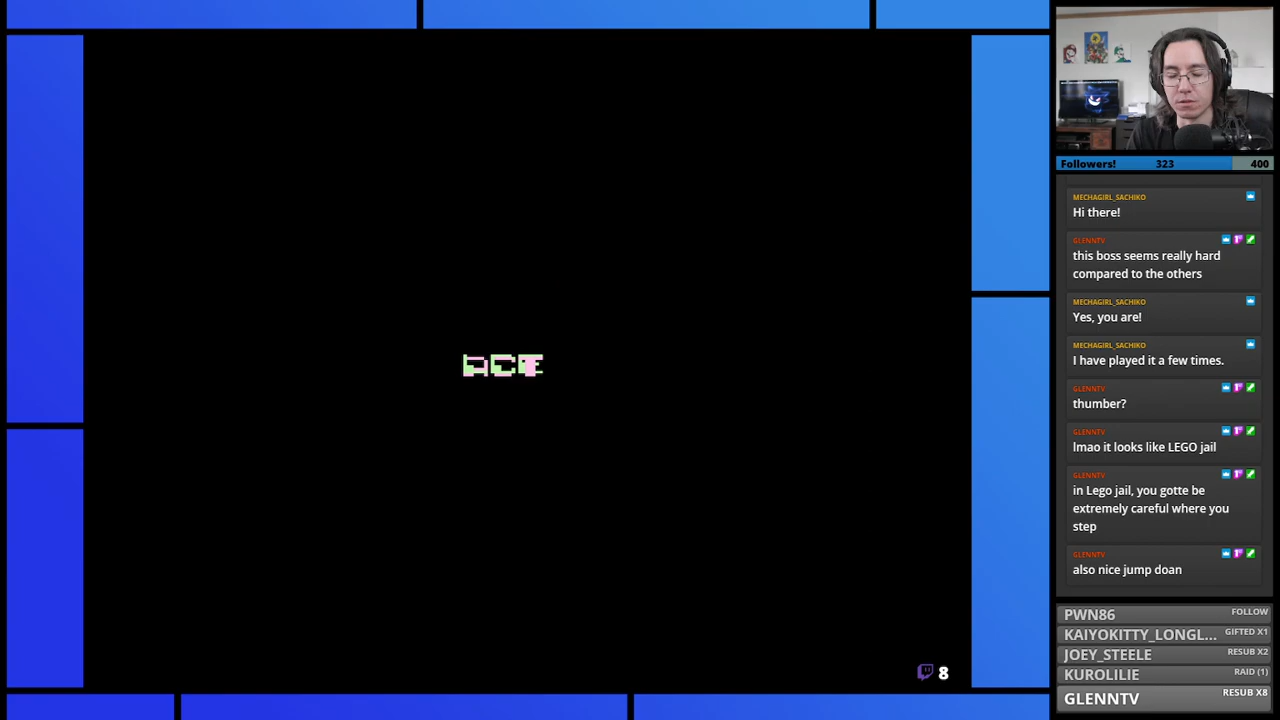 Followers! 323 400
MECHAGIRL_SACHIKO
Hi there!
GLENNTV
this boss seems really hard
compared to the others
MECHAGIRL_SACHIKO
Yes, you are!
MECHAGIRL_SACHIKO
I have played it a few times.
GLENNTV
thumber?
GLENNTV
lmao it looks like LEGO jail
GLENNTV
in Lego jail, you gotte be
extremely careful where you
step
GLENNTV
also nice jump doan
8
PWN86 FOLLOW
KAIYOKITTY_LONGL... GIFTED X1
JOEY_STEELE RESUB X2
KUROLILIE RAID (1)
GLENNTV RESUB X8